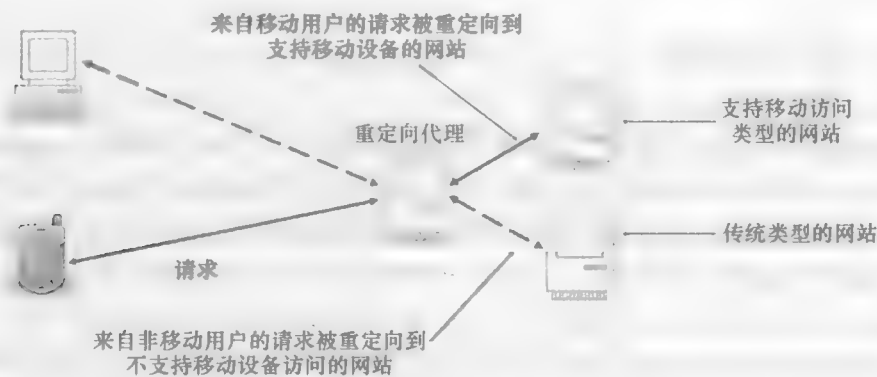 来自移动用户的请求被重定向到
支持移动设备的网站
重定向代理
支持移动访问
类型的网站
传统类型的网站
请求
来自非移动用户的请求被重定向到
不支持移动设备访问的网站